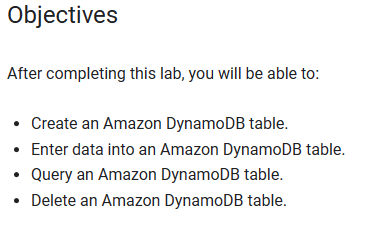 Objectives
After completing this lab, you will be able to:
• Create an Amazon DynamoDB table.
• Enter data into an Amazon DynamoDB table.
• Query an Amazon DynamoDB table.
• Delete an Amazon DynamoDB table.